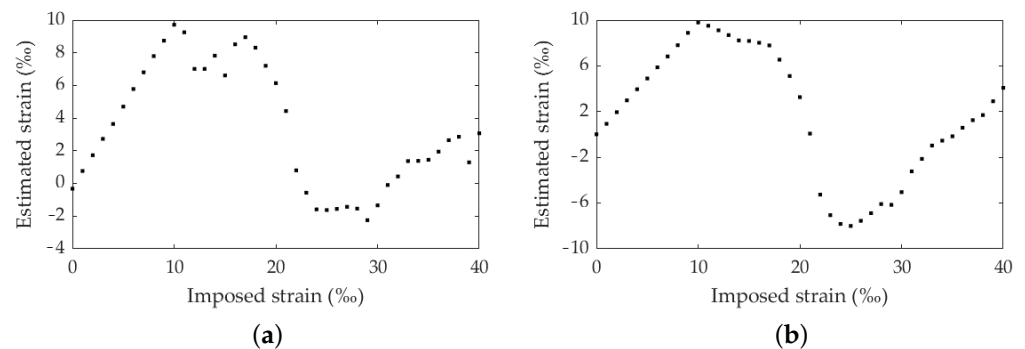 Estimated strain (‰)
10
8
6
4
2
0
-2
-4
0 10 20 30 40
Imposed strain (‰)
(a)
Estimated strain (‰)
10
6
2
-2
-6
-10
0 10 20 30 40
Imposed strain (‰)
(b)